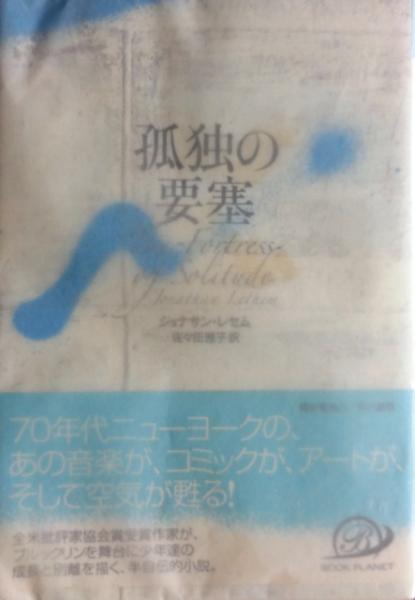 孤独の
要塞
The Fortress
of Solitude
Jonathan Lethem
ジョナサン・レセム
佐々田雅子訳
70年代ニューヨークの、
あの音楽が、コミックが、アートが、
そして空気が甦る!
全米批評家協会賞受賞作家が、
ブルックリンを舞台に少年達の
成長と別離を描く、半自伝的小説。
B
BOOK PLANET